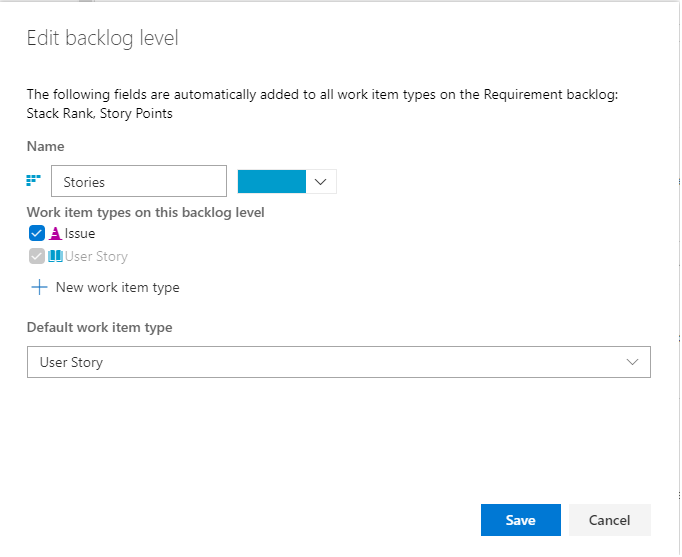 Edit backlog level
The following fields are automatically added to all work item types on the Requirement backlog:
Stack Rank, Story Points
Name
Stories
Work item types on this backlog level
Issue
User Story
New work item type
Default work item type
User Story
Save
Cancel